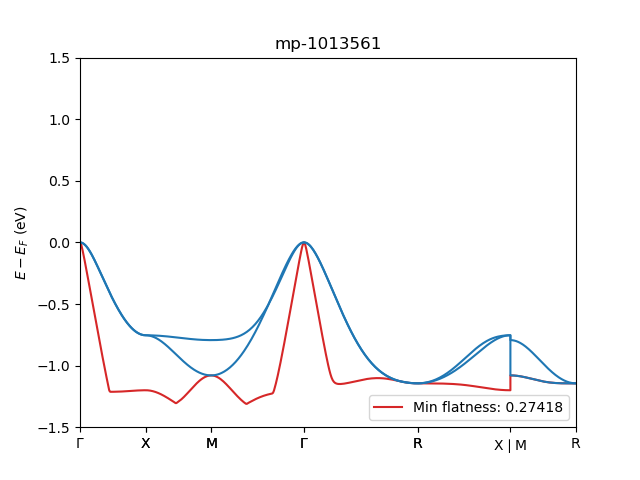 mp-1013561
E − E_F (eV)
1.5
1.0
0.5
0.0
−0.5
−1.0
−1.5
Min flatness: 0.27418
Γ X M Γ R X | M R